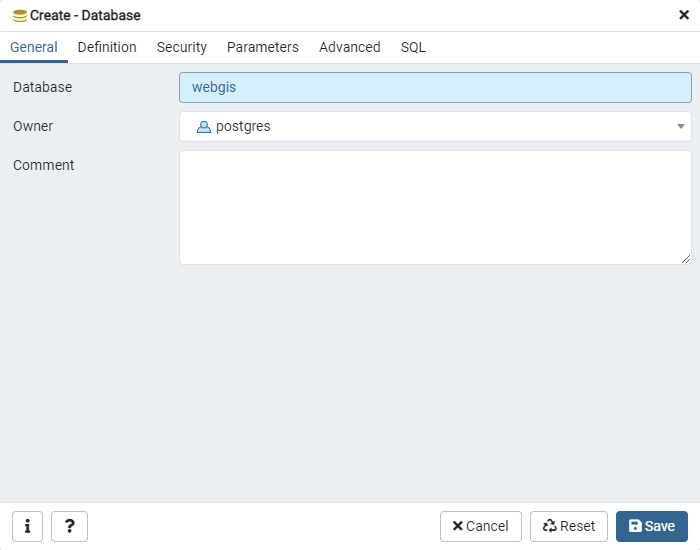 Create - Database
General Definition Security Parameters Advanced SQL
Database webgis
Owner postgres
Comment
i ? Cancel Reset Save